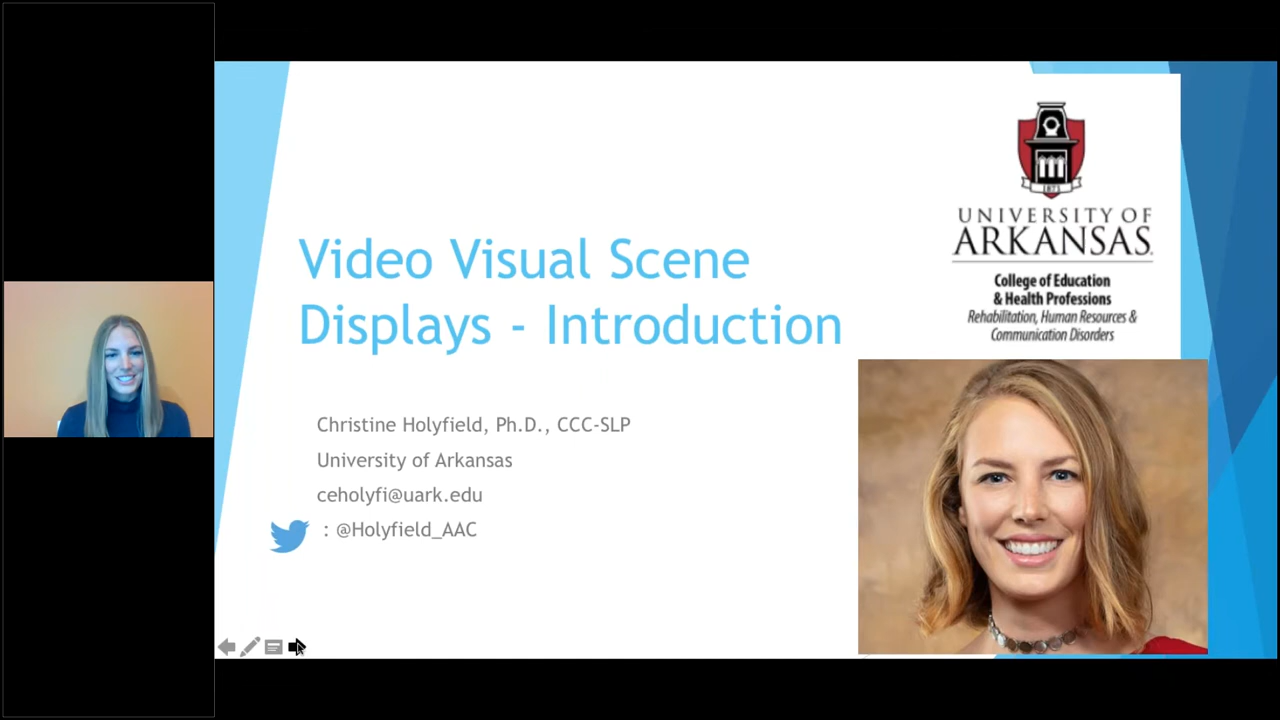 Video Visual Scene
Displays - Introduction
Christine Holyfield, Ph.D., CCC-SLP
University of Arkansas
ceholyfi@uark.edu
: @Holyfield_AAC
1871
UNIVERSITY OF
ARKANSAS
College of Education
& Health Professions
Rehabilitation, Human Resources &
Communication Disorders